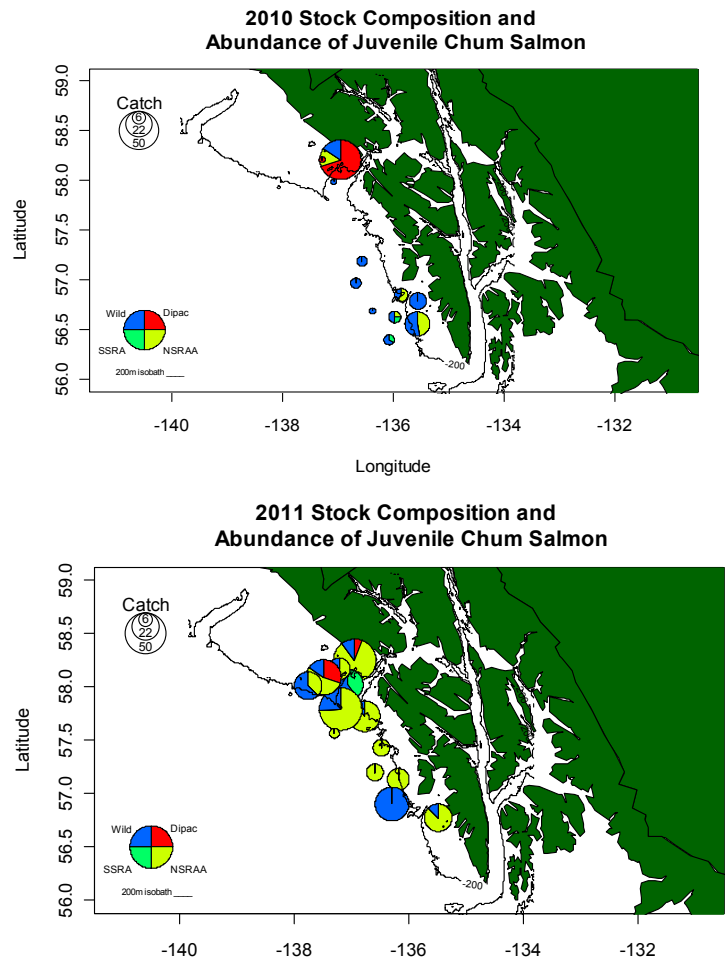 2010 Stock Composition and
Abundance of Juvenile Chum Salmon
59.0
58.5
58.0
57.5
57.0
56.5
56.0
Latitude
Catch
6
22
50
Wild
Dipac
SSRA
NSRAA
200m isobath ____
-200
-140
-138
-136
-134
-132
Longitude
2011 Stock Composition and
Abundance of Juvenile Chum Salmon
59.0
58.5
58.0
57.5
57.0
56.5
56.0
Latitude
Catch
6
22
50
Wild
Dipac
SSRA
NSRAA
200m isobath ____
-200
-140
-138
-136
-134
-132